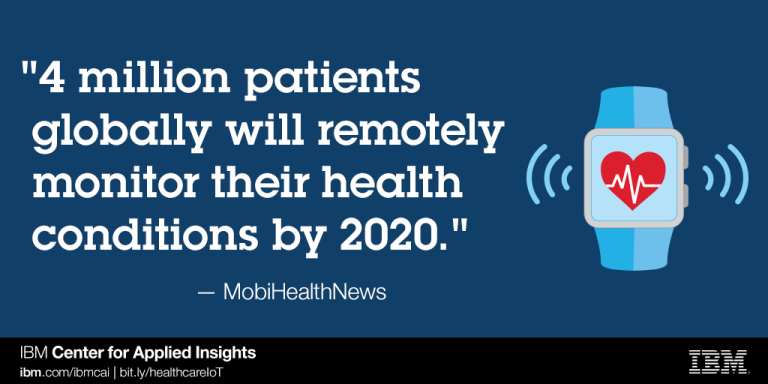 "4 million patients
globally will remotely
monitor their health
conditions by 2020."
— MobiHealthNews
IBM Center for Applied Insights
ibm.com/ibmcai | bit.ly/healthcareIoT
IBM